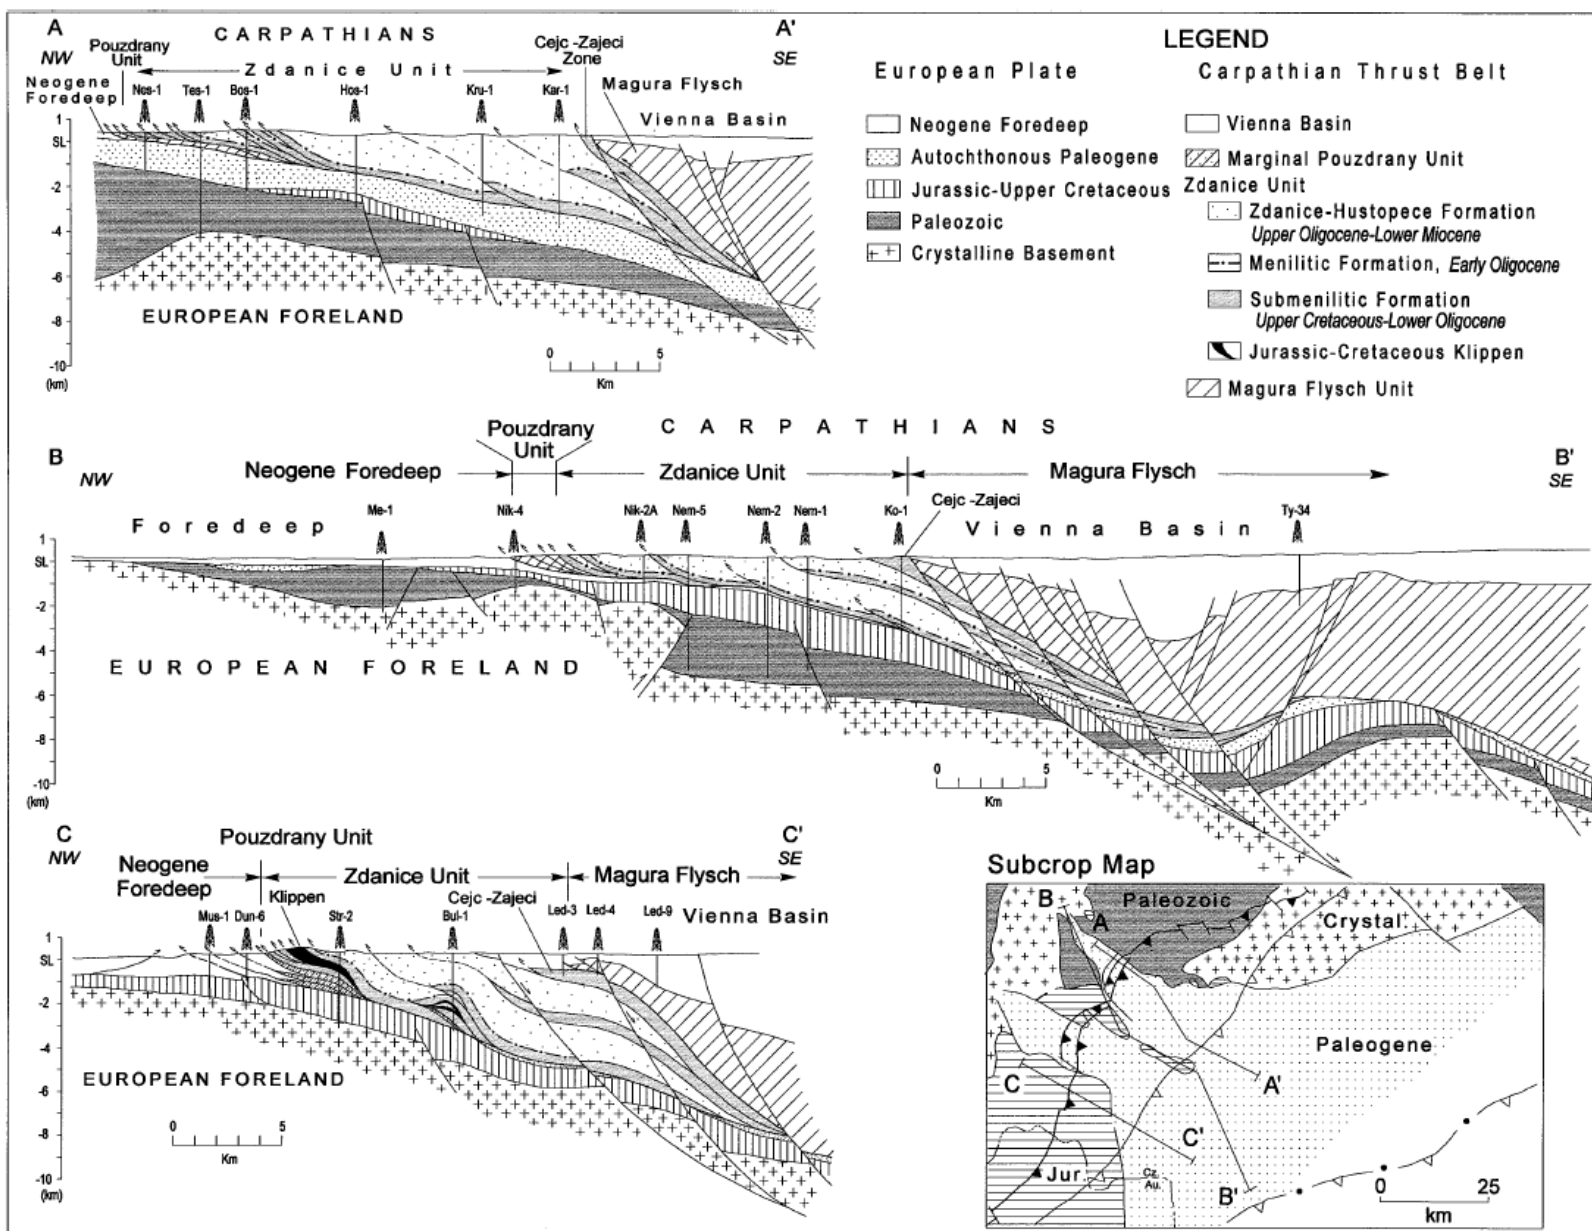 A
NW
CARPATHIANS
A'
SE
Pouzdrany
Unit
Zdanice Unit
Cejc -Zajeci
Zone
Neogene
Foredeep
Nos-1
Tes-1
Bos-1
Hos-1
Kru-1
Kar-1
Magura Flysch
Vienna Basin
1
SL
-2
-4
-6
-8
-10
(km)
EUROPEAN FORELAND
0 5
Km
LEGEND
European Plate
Neogene Foredeep
Autochthonous Paleogene
Jurassic-Upper Cretaceous
Paleozoic
Crystalline Basement
Carpathian Thrust Belt
Vienna Basin
Marginal Pouzdrany Unit
Zdanice Unit
Zdanice-Hustopece Formation
Upper Oligocene-Lower Miocene
Menilitic Formation, Early Oligocene
Submenilitic Formation
Upper Cretaceous-Lower Oligocene
Jurassic-Cretaceous Klippen
Magura Flysch Unit
CARPATHIANS
B
NW
B'
SE
Pouzdrany
Unit
Neogene Foredeep
Zdanice Unit
Magura Flysch
Cejc -Zajeci
Foredeep
Me-1
Nik-4
Nik-2A
Nem-5
Nem-2
Nem-1
Ko-1
Vienna Basin
Ty-34
1
SL
-2
-4
-6
-8
-10
(km)
EUROPEAN FORELAND
0 5
Km
C
NW
C'
SE
Pouzdrany Unit
Neogene
Foredeep
Zdanice Unit
Magura Flysch
Klippen
Cejc -Zajeci
Mus-1
Dun-6
Str-2
Bul-1
Led-3
Led-4
Led-9
Vienna Basin
1
SL
-2
-4
-6
-8
-10
(km)
EUROPEAN FORELAND
0 5
Km
Subcrop Map
B
A
Paleozoic
Crystal.
Paleogene
C
A'
C'
Jur.
Cz.
Au.
B'
0 25
km